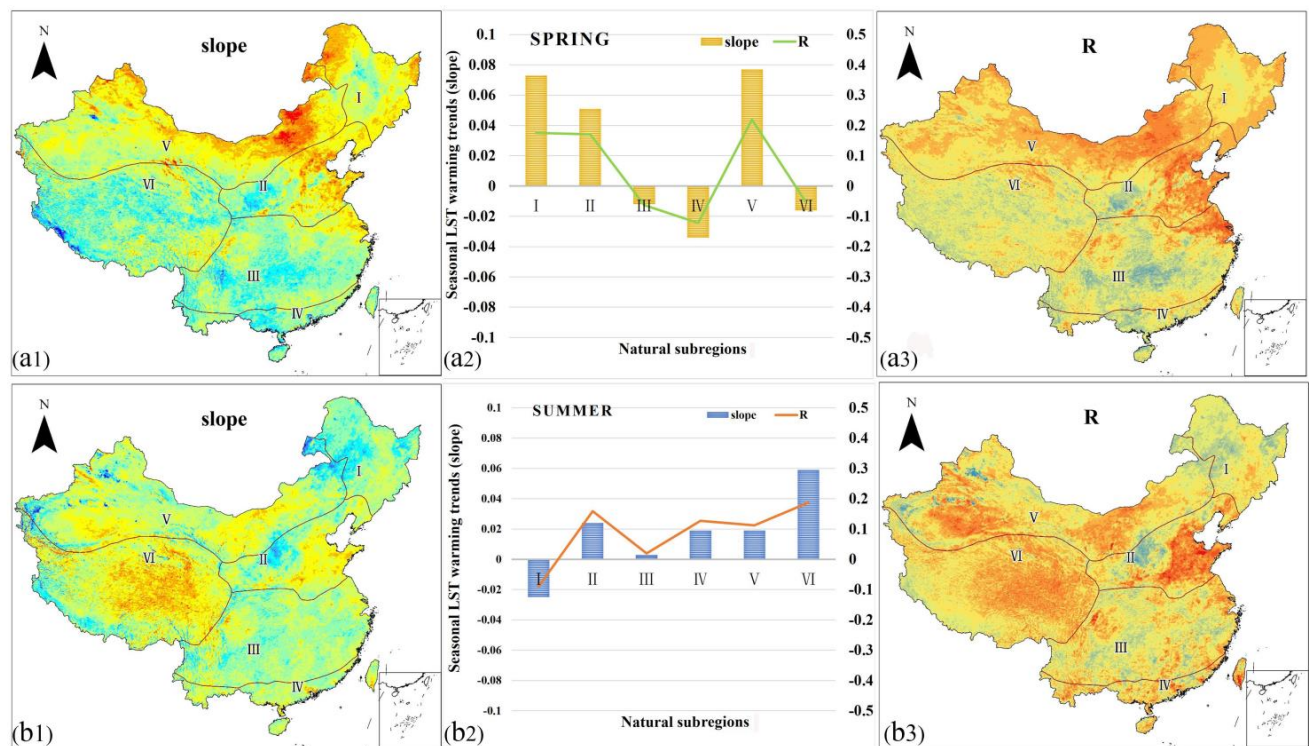 N
slope
I
II
III
IV
V
VI
(a1)
SPRING
slope
R
Seasonal LST warming trends (slope)
0.1
0.08
0.06
0.04
0.02
0
-0.02
-0.04
-0.06
-0.08
-0.1
I
II
III
IV
V
VI
0.5
0.4
0.3
0.2
0.1
0
-0.1
-0.2
-0.3
-0.4
-0.5
Natural subregions
(a2)
N
R
I
II
III
IV
V
VI
(a3)
N
slope
I
II
III
IV
V
VI
(b1)
SUMMER
slope
R
Seasonal LST warming trends (slope)
0.1
0.08
0.06
0.04
0.02
0
-0.02
-0.04
-0.06
-0.08
-0.1
I
II
III
IV
V
VI
0.5
0.4
0.3
0.2
0.1
0
-0.1
-0.2
-0.3
-0.4
-0.5
Natural subregions
(b2)
N
R
I
II
III
IV
V
VI
(b3)